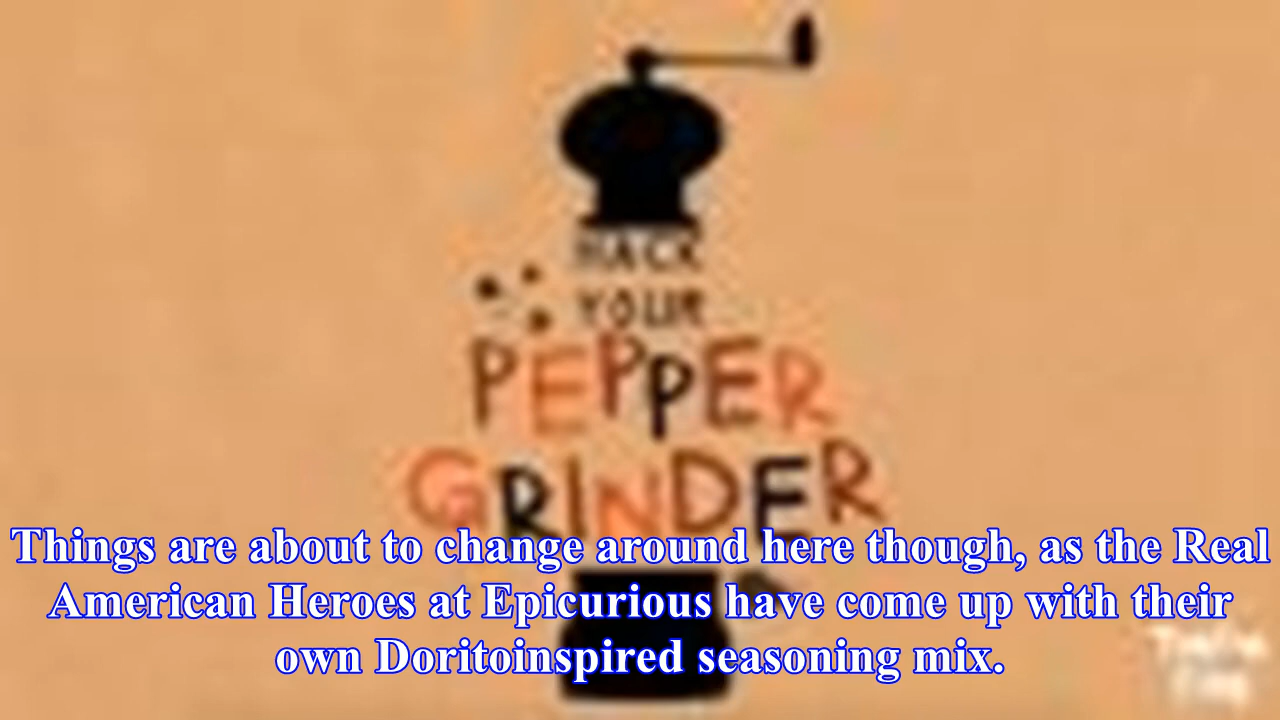 HACK
YOUR
PEPPER
GRINDER
Things are about to change around here though, as the Real
American Heroes at Epicurious have come up with their
own Doritoinspired seasoning mix.